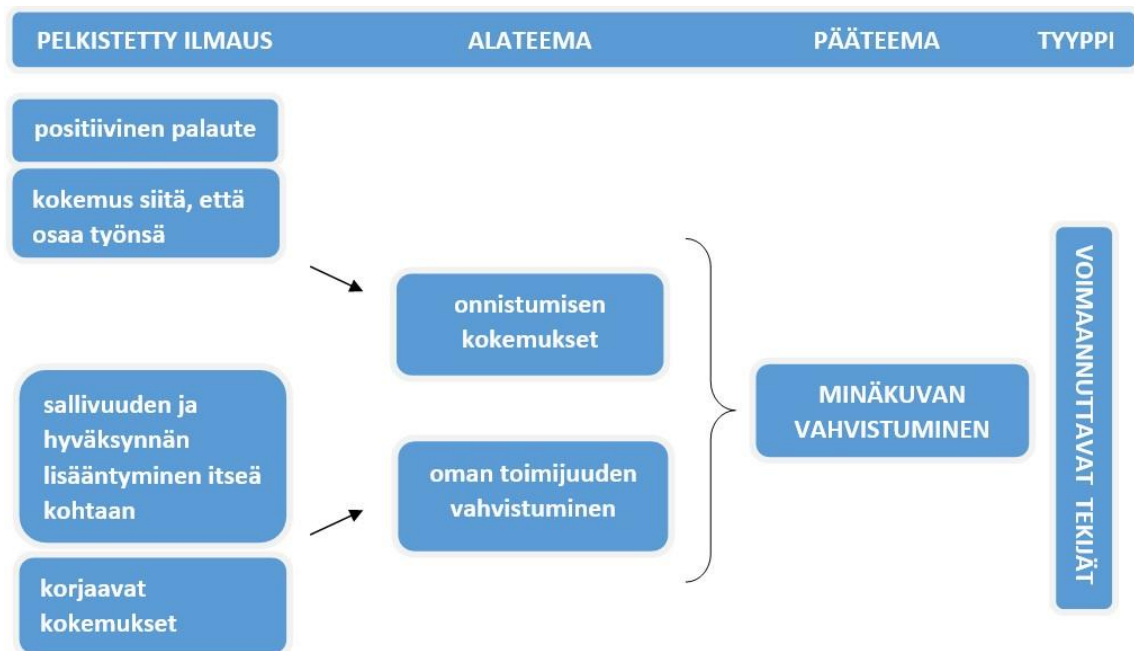 PELKISTETTY ILMAUS ALATEEMA PÄÄTEEMA TYYPPI
positiivinen palaute
kokemus siitä, että
osaa työnsä
sallivuuden ja
hyväksynnän
lisääntyminen itseä
kohtaan
korjaavat
kokemukset
onnistumisen
kokemukset
oman toimijuuden
vahvistuminen
MINÄKUVAN
VAHVISTUMINEN
VOIMAANNUTTAVAT TEKIJÄT